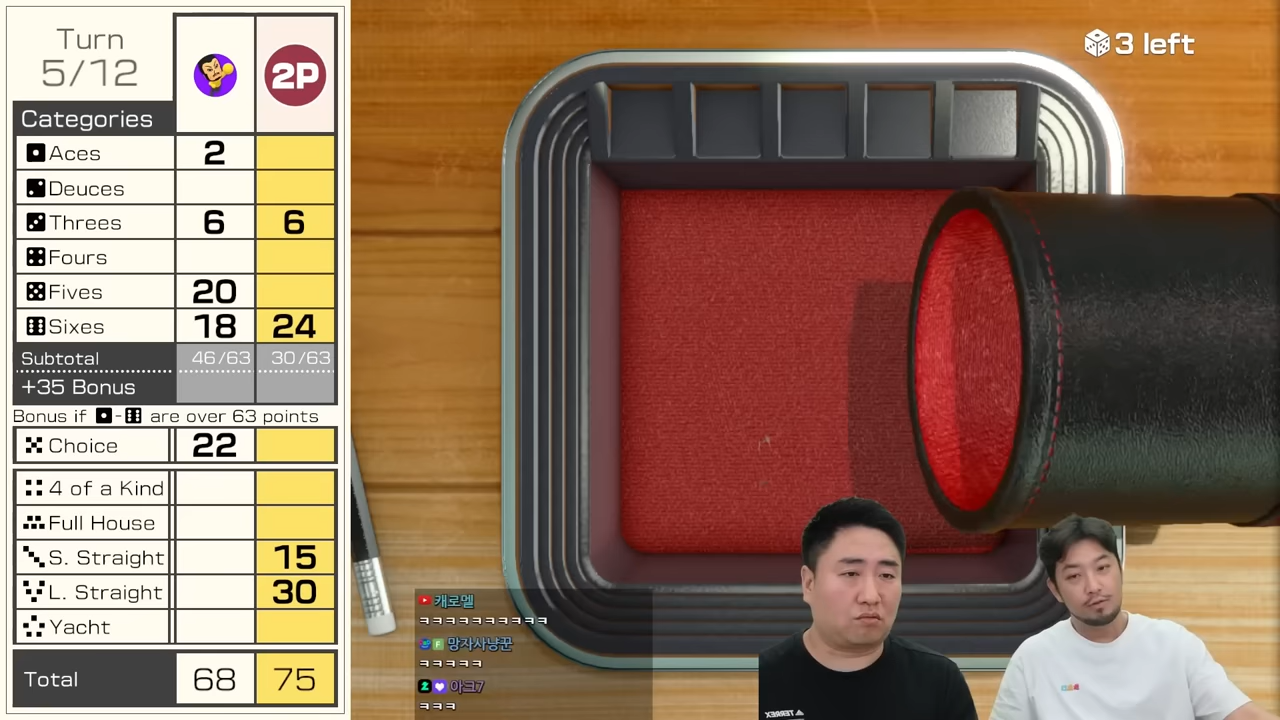 Turn
5/12
2P
3 left
Categories
Aces 2
Deuces
Threes 6 6
Fours
Fives 20
Sixes 18 24
Subtotal 46/63 30/63
+35 Bonus
Bonus if are over 63 points
Choice 22
4 of a Kind
Full House
S. Straight 15
L. Straight 30
Yacht
Total 68 75
캐로멜
ㅋㅋㅋㅋㅋㅋㅋㅋㅋㅋ
F 망자사냥꾼
ㅋㅋㅋㅋㅋ
아크7
ㅋㅋㅋ
TERREX